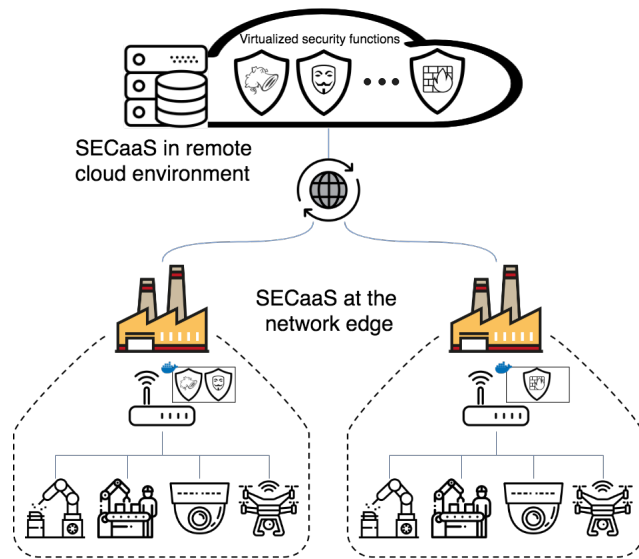 Virtualized security functions
SECaaS in remote
cloud environment
SECaaS at the
network edge